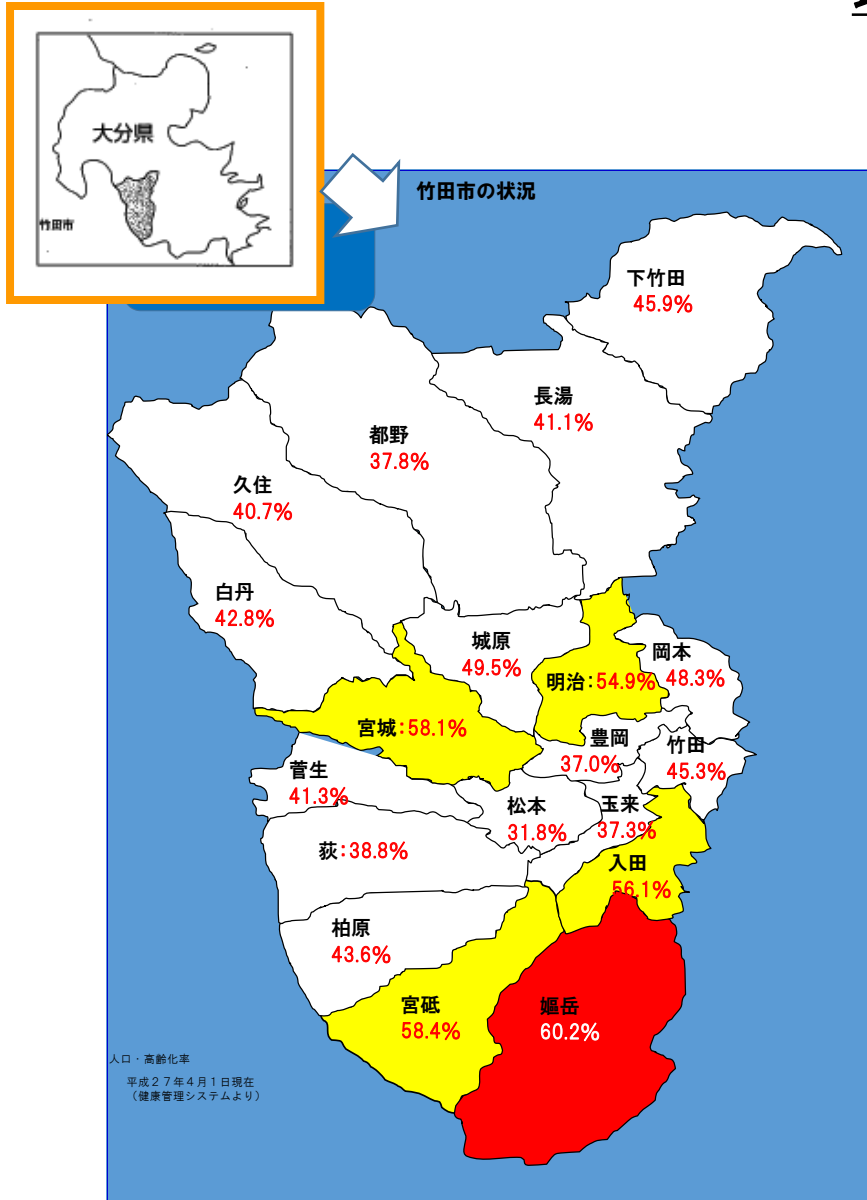 大分県
竹田市
竹田市の状況
下竹田
45.9%
長湯
41.1%
都野
37.8%
久住
40.7%
白丹
42.8%
城原
49.5%
岡本
48.3%
明治:54.9%
宮城:58.1%
豊岡
37.0%
竹田
45.3%
菅生
41.3%
松本
31.8%
玉来
37.3%
荻:38.8%
入田
56.1%
柏原
43.6%
宮砥
58.4%
嫗岳
60.2%
人口・高齢化率
平成27年4月1日現在
(健康管理システムより)